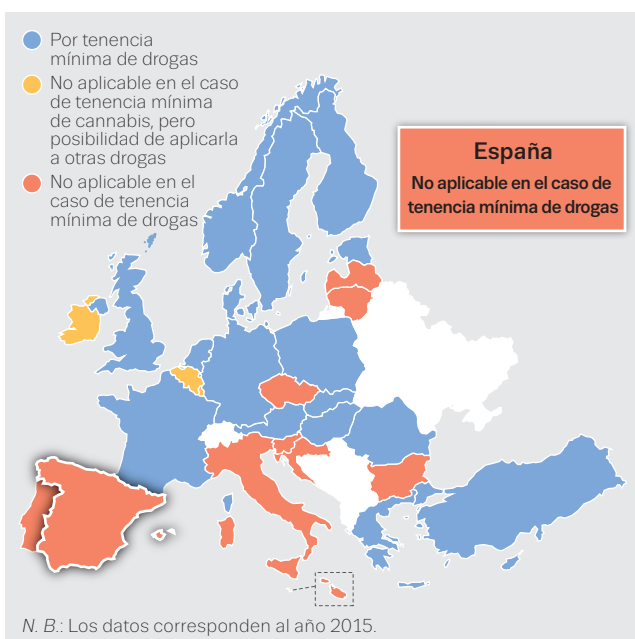 Por tenencia
mínima de drogas
No aplicable en el caso
de tenencia mínima
de cannabis, pero
posibilidad de aplicarla
a otras drogas
No aplicable en el
caso de tenencia
mínima de drogas
España
No aplicable en el caso de
tenencia mínima de drogas
N. B.: Los datos corresponden al año 2015.